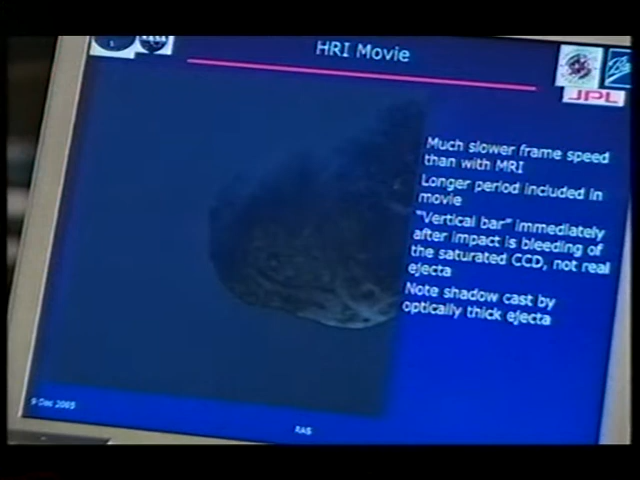 HRI Movie
JPL
Much slower frame speed
than with MRI
Longer period included in
movie
"Vertical bar" immediately
after impact is bleeding of
the saturated CCD, not real
ejecta
Note shadow cast by
optically thick ejecta
9 Dec 2005
RAS